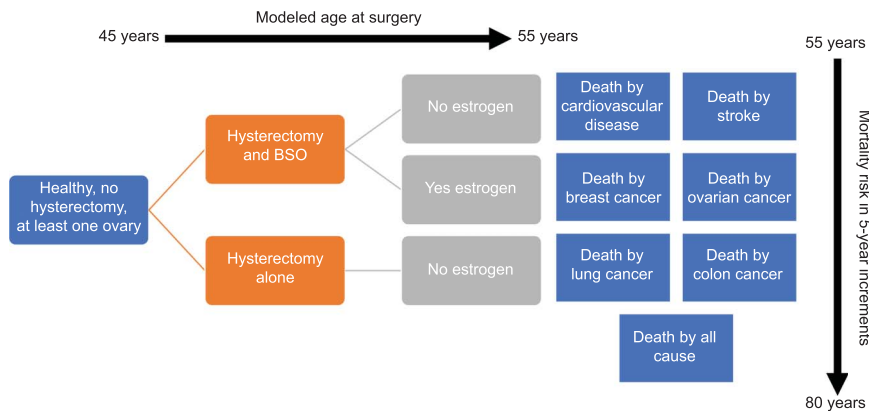 Modeled age at surgery
45 years
55 years
55 years
Healthy, no
hysterectomy,
at least one ovary
Hysterectomy
and BSO
Hysterectomy
alone
No estrogen
Yes estrogen
No estrogen
Death by
cardiovascular
disease
Death by
stroke
Death by
breast cancer
Death by
ovarian cancer
Death by
lung cancer
Death by
colon cancer
Death by all
cause
Mortality risk in 5-year increments
80 years